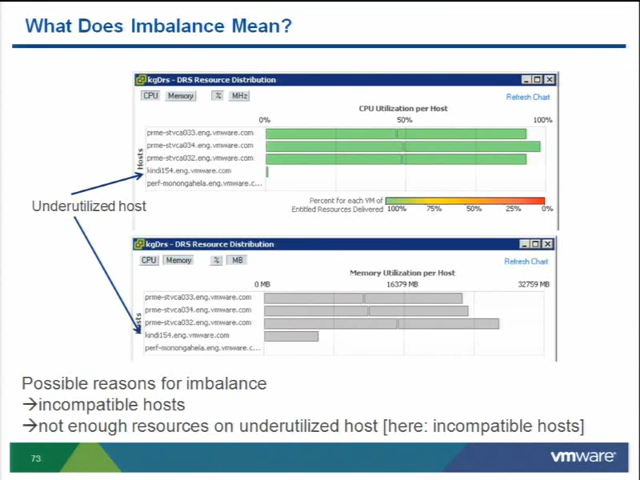 What Does Imbalance Mean?
kgDrs - DRS Resource Distribution
CPU Memory % MHz
Refresh Chart
CPU Utilization per Host
0% 50% 100%
Hosts
prme-stvca033.eng.vmware.com
prme-stvca034.eng.vmware.com
prme-stvca032.eng.vmware.com
kindi154.eng.vmware.com
perf-monongahela.eng.vmware.c...
Percent for each VM of
Entitled Resources Delivered
100% 75% 50% 25% 0%
Underutilized host
kgDrs - DRS Resource Distribution
CPU Memory % MB
Refresh Chart
Memory Utilization per Host
0 MB 16379 MB 32759 MB
Hosts
prme-stvca033.eng.vmware.com
prme-stvca034.eng.vmware.com
prme-stvca032.eng.vmware.com
kindi154.eng.vmware.com
perf-monongahela.eng.vmware.c...
Possible reasons for imbalance
→incompatible hosts
→not enough resources on underutilized host [here: incompatible hosts]
73
vmware